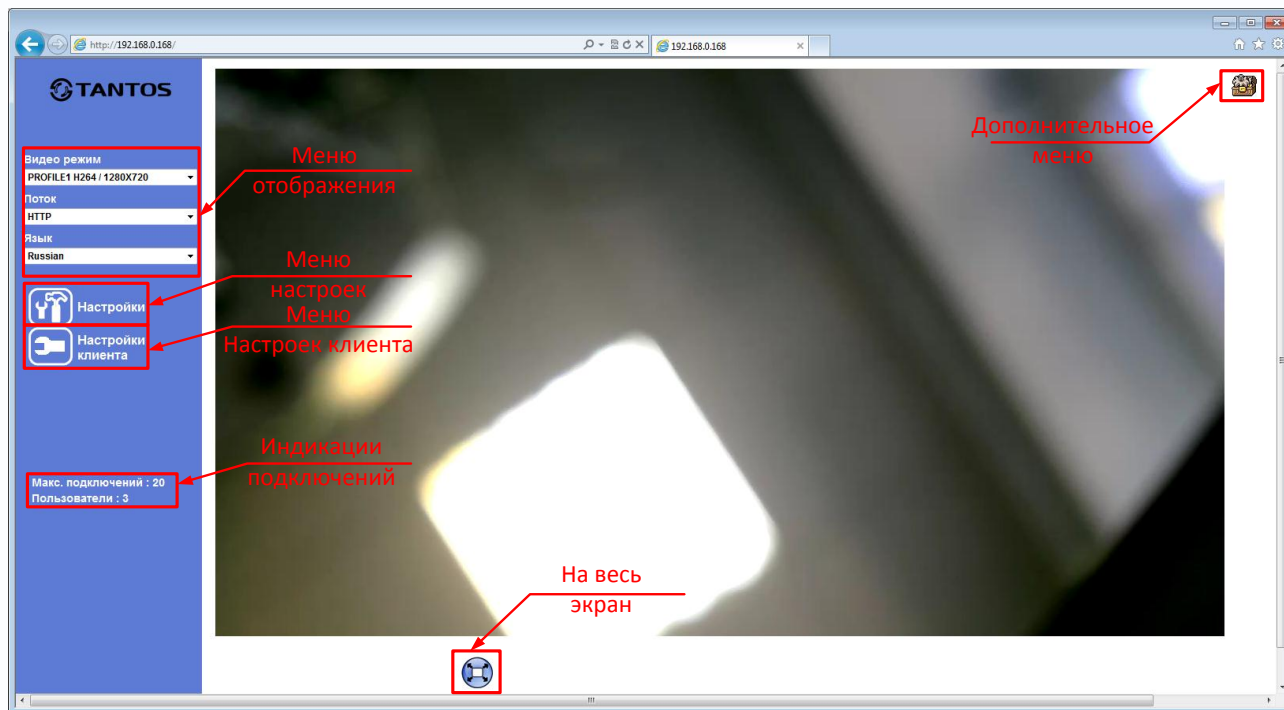 http://192.168.0.168/
192.168.0.168
TANTOS
Видео режим
PROFILE1 H264 / 1280X720
Поток
HTTP
Язык
Russian
Настройки
Настройки
клиента
Макс. подключений : 20
Пользователи : 3
Меню
отображения
Меню
настроек
Меню
Настроек клиента
Индикации
подключений
На весь
экран
Дополнительное
меню